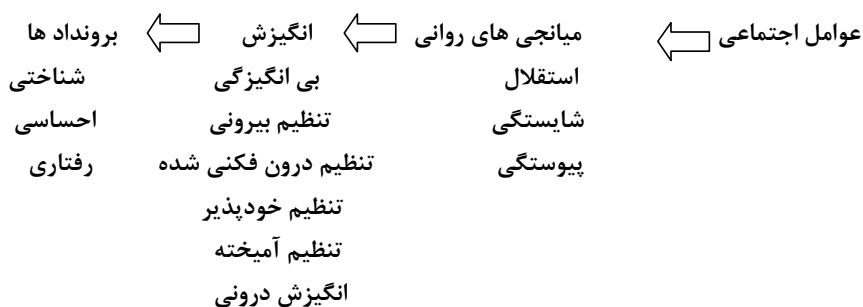 عوامل اجتماعی میانجی های روانی انگیزش برونداد ها
استقلال بی انگیزگی شناختی
شایستگی تنظیم بیرونی احساسی
پیوستگی تنظیم درون فکنی شده رفتاری
تنظیم خودپذیر
تنظیم آمیخته
انگیزش درونی